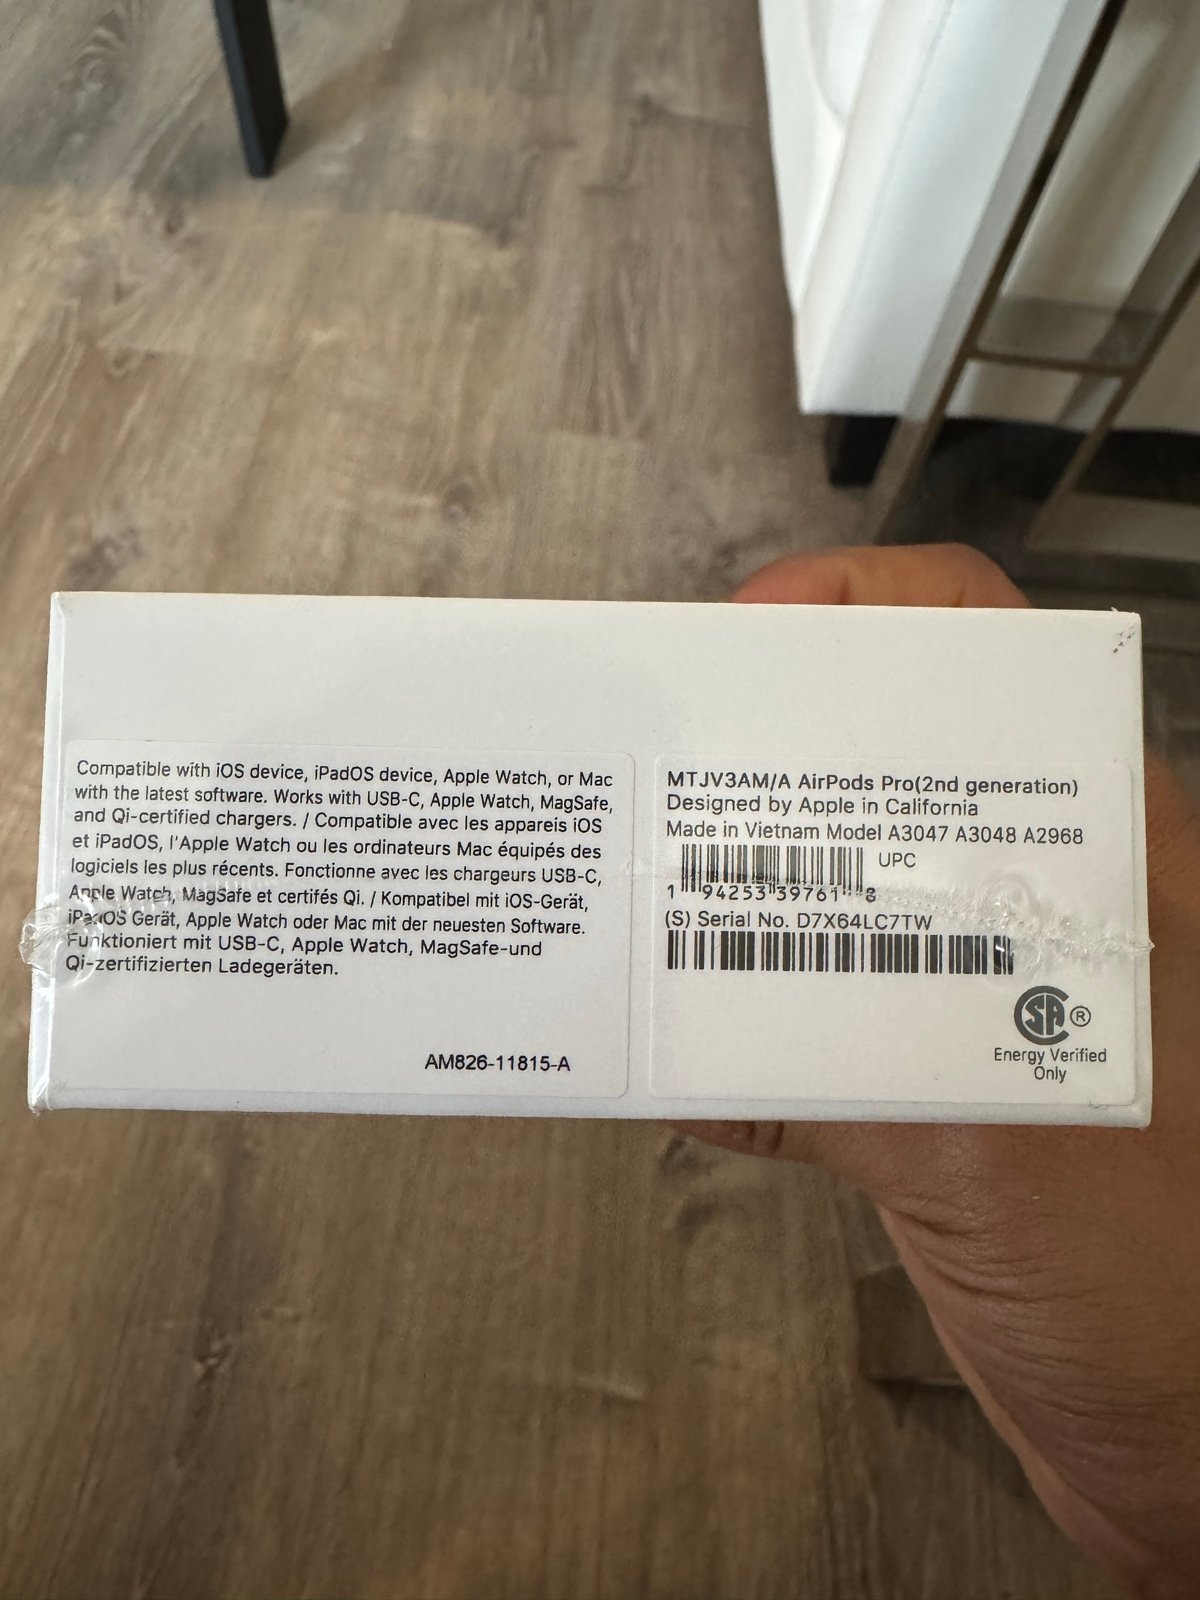 Compatible with iOS device, iPadOS device, Apple Watch, or Mac
with the latest software. Works with USB-C, Apple Watch, MagSafe,
and Qi-certified chargers. / Compatible avec les appareis iOS
et iPadOS, l'Apple Watch ou les ordinateurs Mac équipés des
logiciels les plus récents. Fonctionne avec les chargeurs USB-C,
Apple Watch, MagSafe et certifés Qi. / Kompatibel mit iOS-Gerät,
iPadOS Gerät, Apple Watch oder Mac mit der neuesten Software.
Funktioniert mit USB-C, Apple Watch, MagSafe-und
Qi-zertifizierten Ladegeräten.
AM826-11815-A
MTJV3AM/A AirPods Pro(2nd generation)
Designed by Apple in California
Made in Vietnam Model A3047 A3048 A2968
UPC
1 94253 39761 8
(S) Serial No. D7X64LC7TW
SA ®
Energy Verified
Only